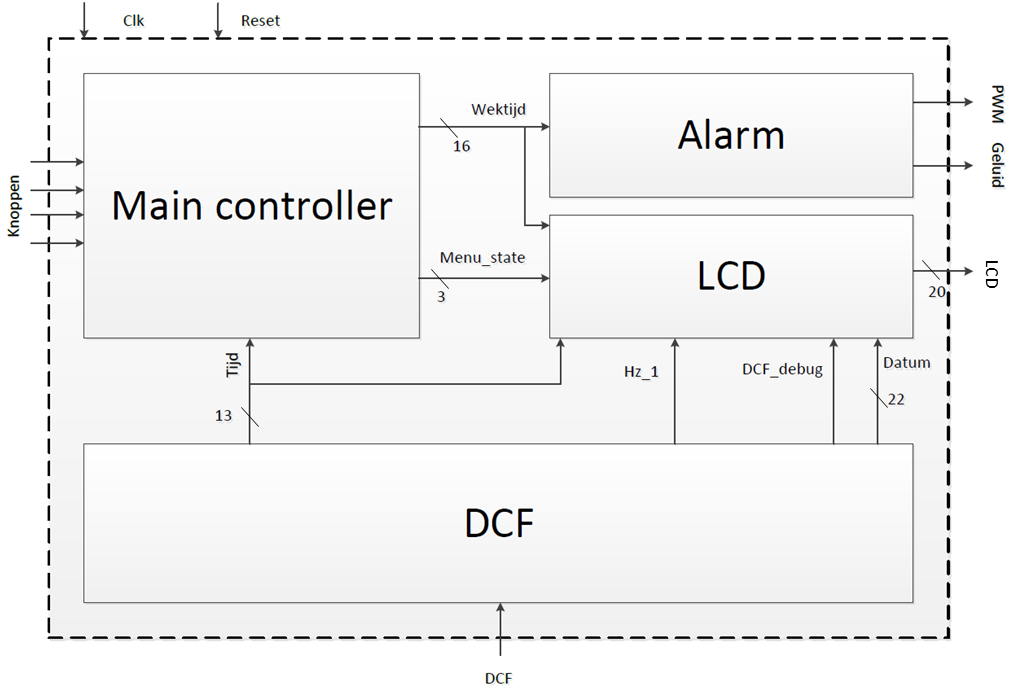 Clk
Reset
Knoppen
Main controller
Wektijd
16
Alarm
PWM
Geluid
Menu_state
3
LCD
20
LCD
Tijd
13
Hz_1
DCF_debug
Datum
22
DCF
DCF